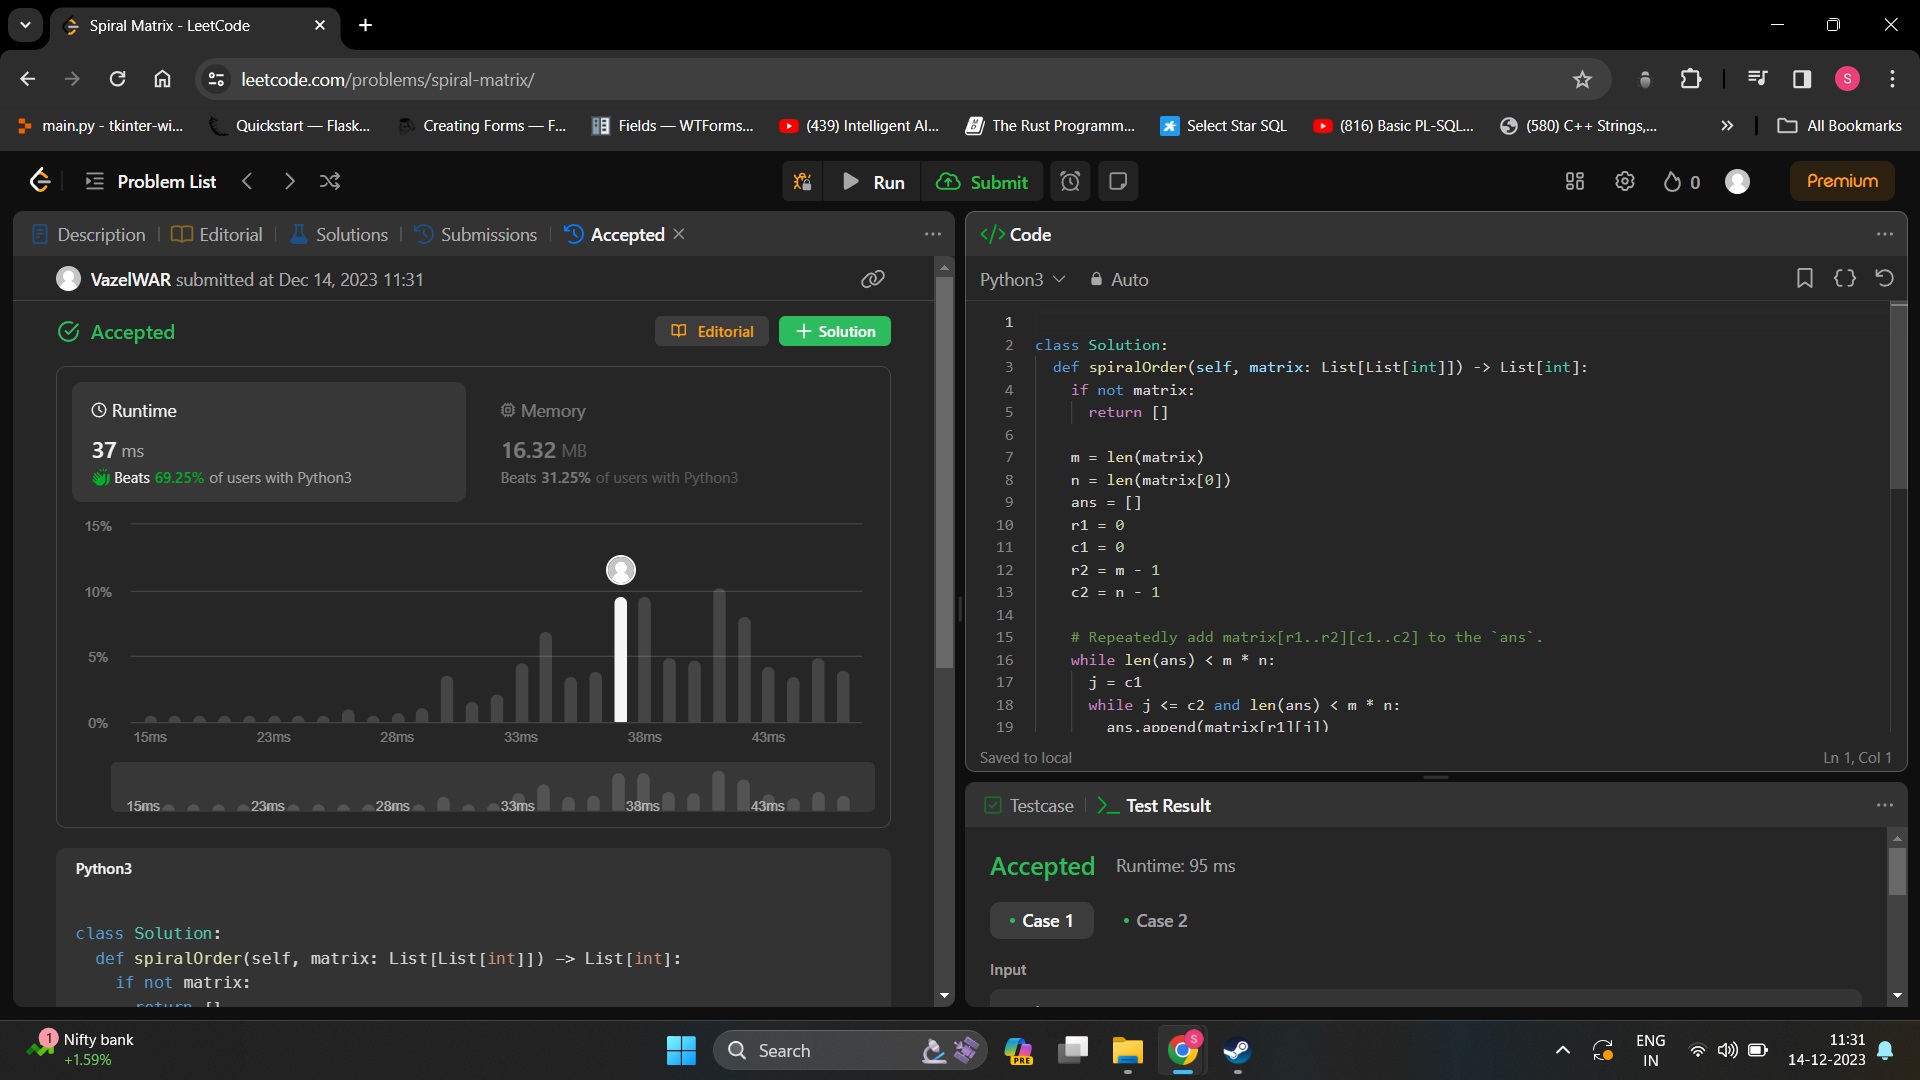 Spiral Matrix - LeetCode
leetcode.com/problems/spiral-matrix/
S
main.py - tkinter-wi...
Quickstart — Flask...
Creating Forms — F...
Fields — WTForms...
(439) Intelligent AI...
The Rust Programm...
Select Star SQL
(816) Basic PL-SQL...
(580) C++ Strings,...
All Bookmarks
Problem List
Run
Submit
0
Premium
Description
Editorial
Solutions
Submissions
Accepted
VazelWAR submitted at Dec 14, 2023 11:31
Accepted
Editorial
Solution
Runtime
37 ms
Beats 69.25% of users with Python3
Memory
16.32 MB
Beats 31.25% of users with Python3
15%
10%
5%
0%
15ms 23ms 28ms 33ms 38ms 43ms
15ms 23ms 28ms 33ms 38ms 43ms
Python3
class Solution:
def spiralOrder(self, matrix: List[List[int]]) -> List[int]:
if not matrix:
return []
</> Code
Python3
Auto
1
2 class Solution:
3 def spiralOrder(self, matrix: List[List[int]]) -> List[int]:
4 if not matrix:
5 return []
6
7 m = len(matrix)
8 n = len(matrix[0])
9 ans = []
10 r1 = 0
11 c1 = 0
12 r2 = m - 1
13 c2 = n - 1
14
15 # Repeatedly add matrix[r1..r2][c1..c2] to the `ans`.
16 while len(ans) < m * n:
17 j = c1
18 while j <= c2 and len(ans) < m * n:
19 ans.append(matrix[r1][j])
Saved to local
Ln 1, Col 1
Testcase
Test Result
Accepted Runtime: 95 ms
Case 1
Case 2
Input
1
Nifty bank
+1.59%
Search
PRE
S
ENG
IN
11:31
14-12-2023